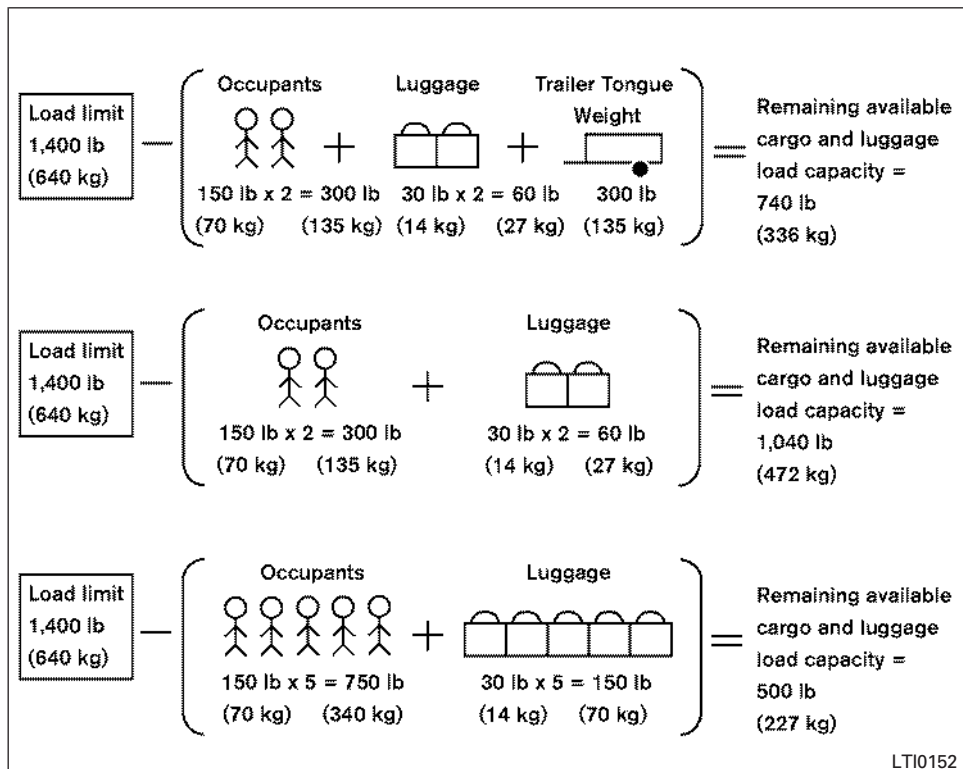 Occupants Luggage Trailer Tongue
Weight
Load limit
1,400 lb
(640 kg)
150 lb x 2 = 300 lb 30 lb x 2 = 60 lb 300 lb
(70 kg) (135 kg) (14 kg) (27 kg) (135 kg)
Remaining available
cargo and luggage
load capacity =
740 lb
(336 kg)
Occupants Luggage
Load limit
1,400 lb
(640 kg)
150 lb x 2 = 300 lb 30 lb x 2 = 60 lb
(70 kg) (135 kg) (14 kg) (27 kg)
Remaining available
cargo and luggage
load capacity =
1,040 lb
(472 kg)
Occupants Luggage
Load limit
1,400 lb
(640 kg)
150 lb x 5 = 750 lb 30 lb x 5 = 150 lb
(70 kg) (340 kg) (14 kg) (70 kg)
Remaining available
cargo and luggage
load capacity =
500 lb
(227 kg)
LTI0152